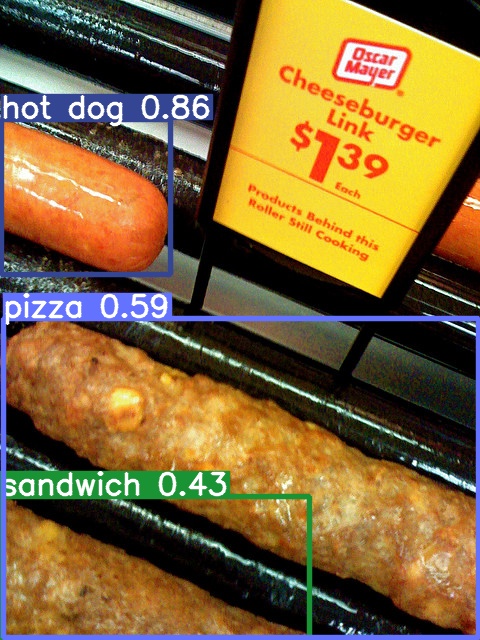 Oscar
Mayer
Cheeseburger
Link
$1.39
Each
Products Behind this
Roller Still Cooking
hot dog 0.86
pizza 0.59
sandwich 0.43